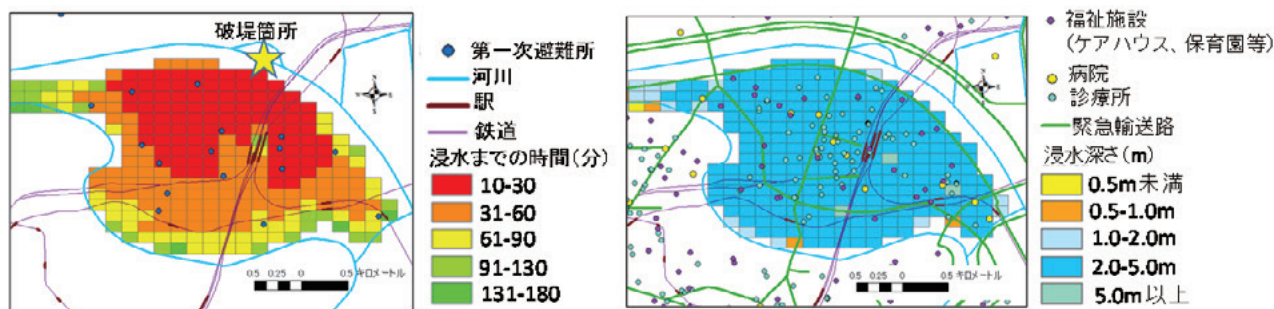 破堤箇所
0.5 0.25 0 0.5 キロメートル
第一次避難所
河川
駅
鉄道
浸水までの時間(分)
10-30
31-60
61-90
91-130
131-180
0.5 0.25 0 0.5 キロメートル
福祉施設
(ケアハウス、保育園等)
病院
診療所
緊急輸送路
浸水深さ(m)
0.5m未満
0.5-1.0m
1.0-2.0m
2.0-5.0m
5.0m以上